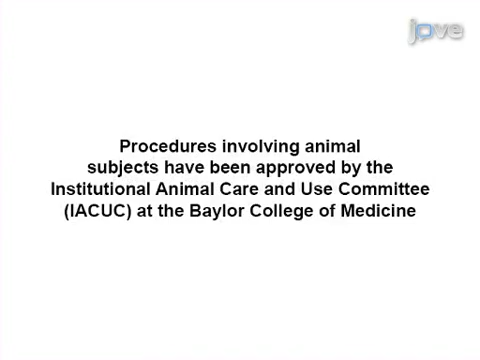 jove
Procedures involving animal
subjects have been approved by the
Institutional Animal Care and Use Committee
(IACUC) at the Baylor College of Medicine